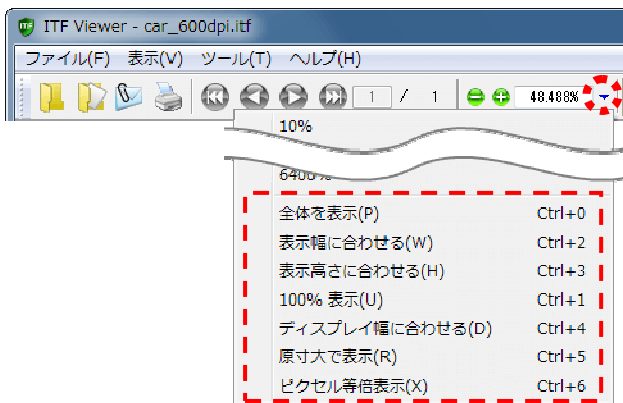 ITF Viewer - car_600dpi.itf
ファイル(F) 表示(V) ツール(T) ヘルプ(H)
1 / 1 48.488%
10%
6400%
全体を表示(P) Ctrl+0
表示幅に合わせる(W) Ctrl+2
表示高さに合わせる(H) Ctrl+3
100% 表示(U) Ctrl+1
ディスプレイ幅に合わせる(D) Ctrl+4
原寸大で表示(R) Ctrl+5
ピクセル等倍表示(X) Ctrl+6